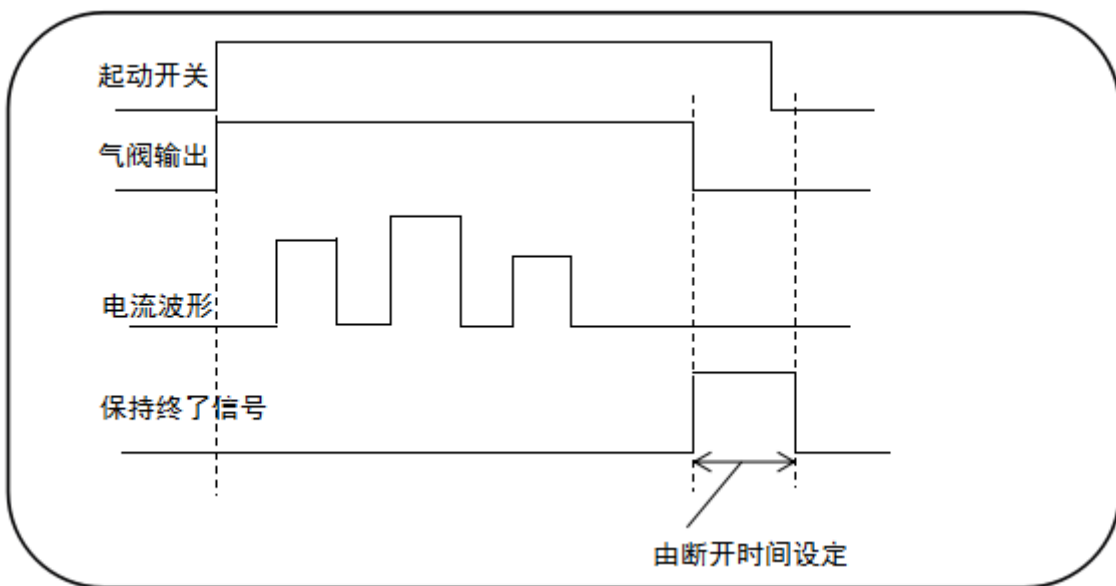 起动开关
气阀输出
电流波形
保持终了信号
由断开时间设定